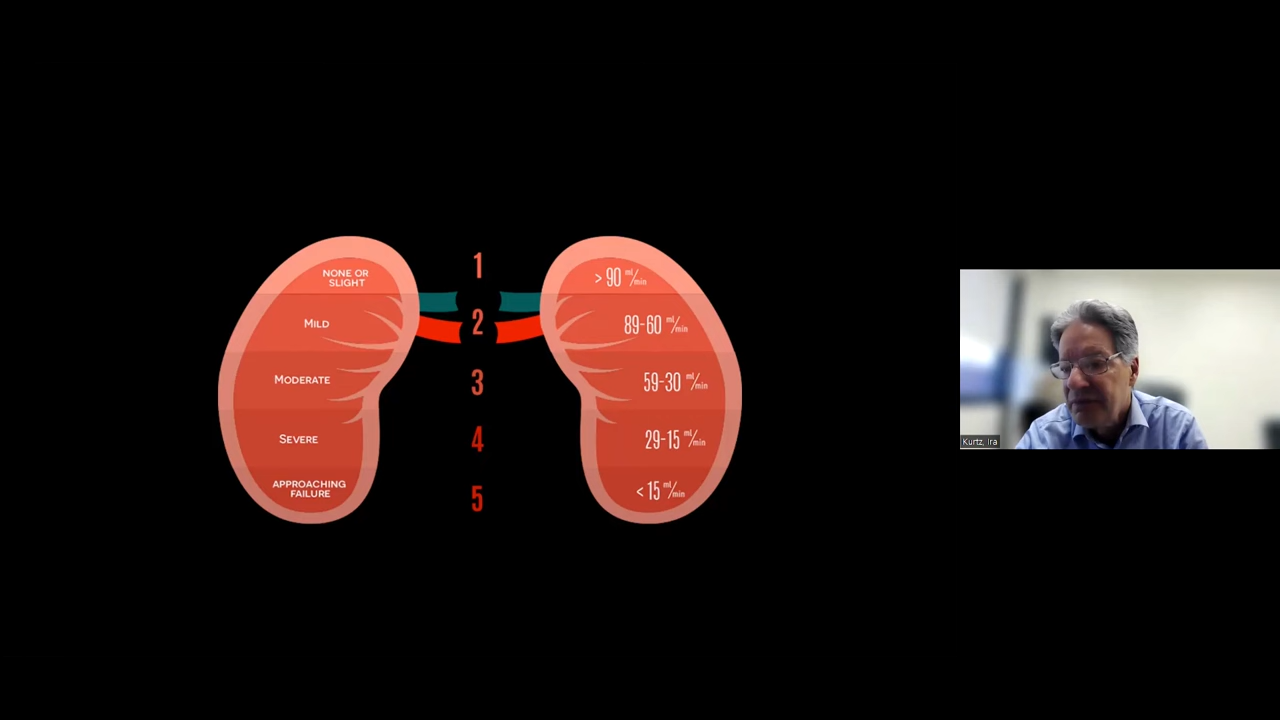 1
NONE OR
SLIGHT
> 90 ml/min
2
MILD
89-60 ml/min
3
MODERATE
59-30 ml/min
4
SEVERE
29-15 ml/min
5
APPROACHING
FAILURE
< 15 ml/min
Kurtz, Ira